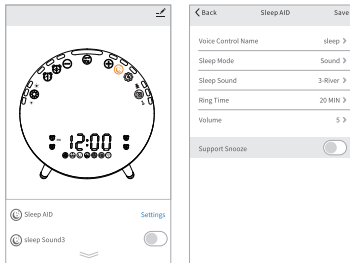 12:00
Sleep AID Settings
sleep Sound3
Back Sleep AID Save
Voice Control Name sleep
Sleep Mode Sound
Sleep Sound 3-River
Ring Time 20 MIN
Volume 5
Support Snooze